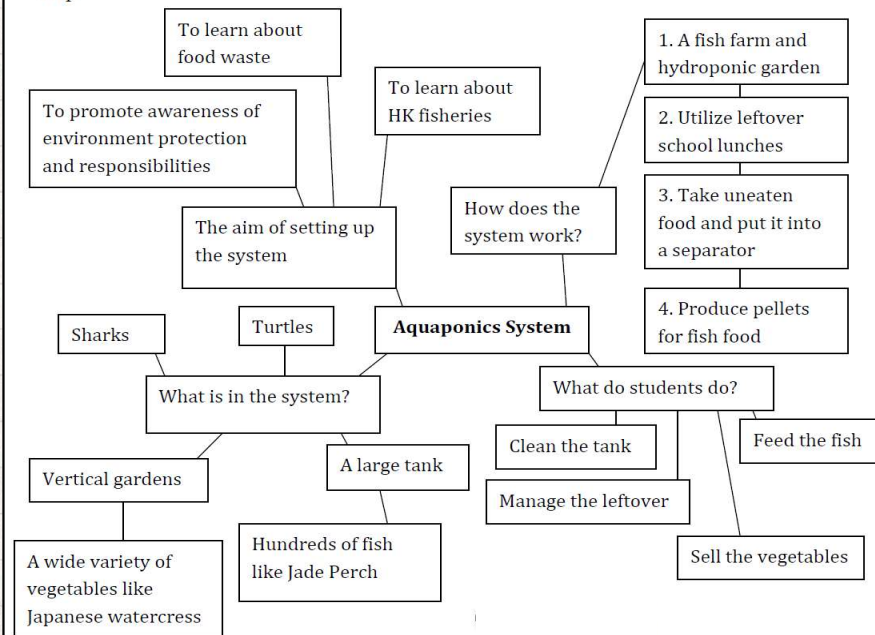 To learn about
food waste
To promote awareness of
environment protection
and responsibilities
To learn about
HK fisheries
The aim of setting up
the system
How does the
system work?
1. A fish farm and
hydroponic garden
2. Utilize leftover
school lunches
3. Take uneaten
food and put it into
a separator
4. Produce pellets
for fish food
Aquaponics System
Sharks
Turtles
What is in the system?
Vertical gardens
A wide variety of
vegetables like
Japanese watercress
A large tank
Hundreds of fish
like Jade Perch
What do students do?
Clean the tank
Manage the leftover
Feed the fish
Sell the vegetables